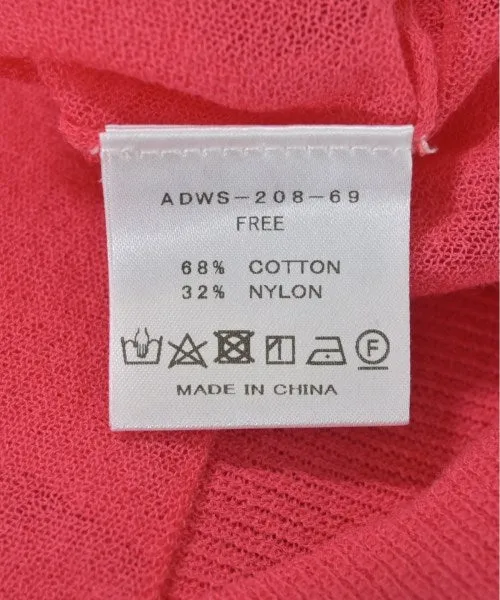 ADWS-208-69
FREE
68% COTTON
32% NYLON
F
MADE IN CHINA